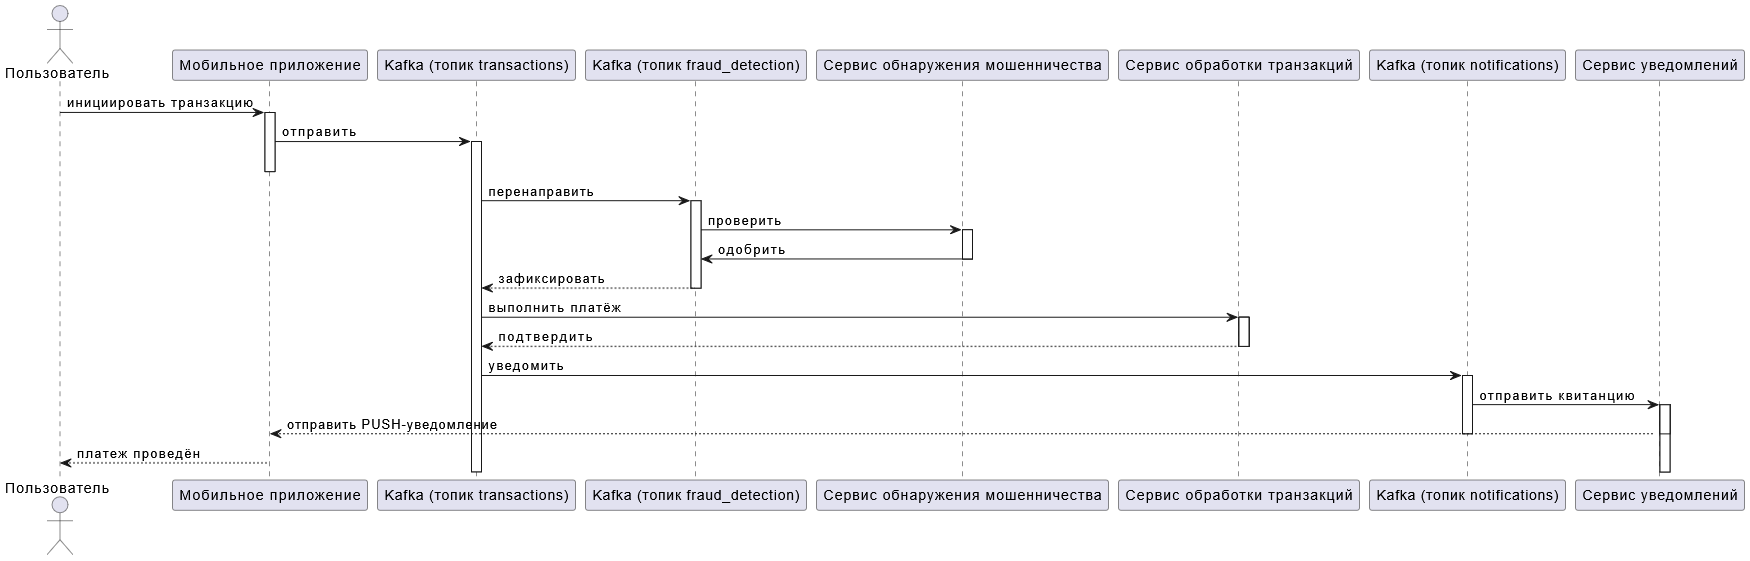 Пользователь
Мобильное приложение
Kafka (топик transactions)
Kafka (топик fraud_detection)
Сервис обнаружения мошенничества
Сервис обработки транзакций
Kafka (топик notifications)
Сервис уведомлений
инициировать транзакцию
отправить
перенаправить
проверить
одобрить
зафиксировать
выполнить платёж
подтвердить
уведомить
отправить квитанцию
отправить PUSH-уведомление
платеж проведён
Пользователь
Мобильное приложение
Kafka (топик transactions)
Kafka (топик fraud_detection)
Сервис обнаружения мошенничества
Сервис обработки транзакций
Kafka (топик notifications)
Сервис уведомлений